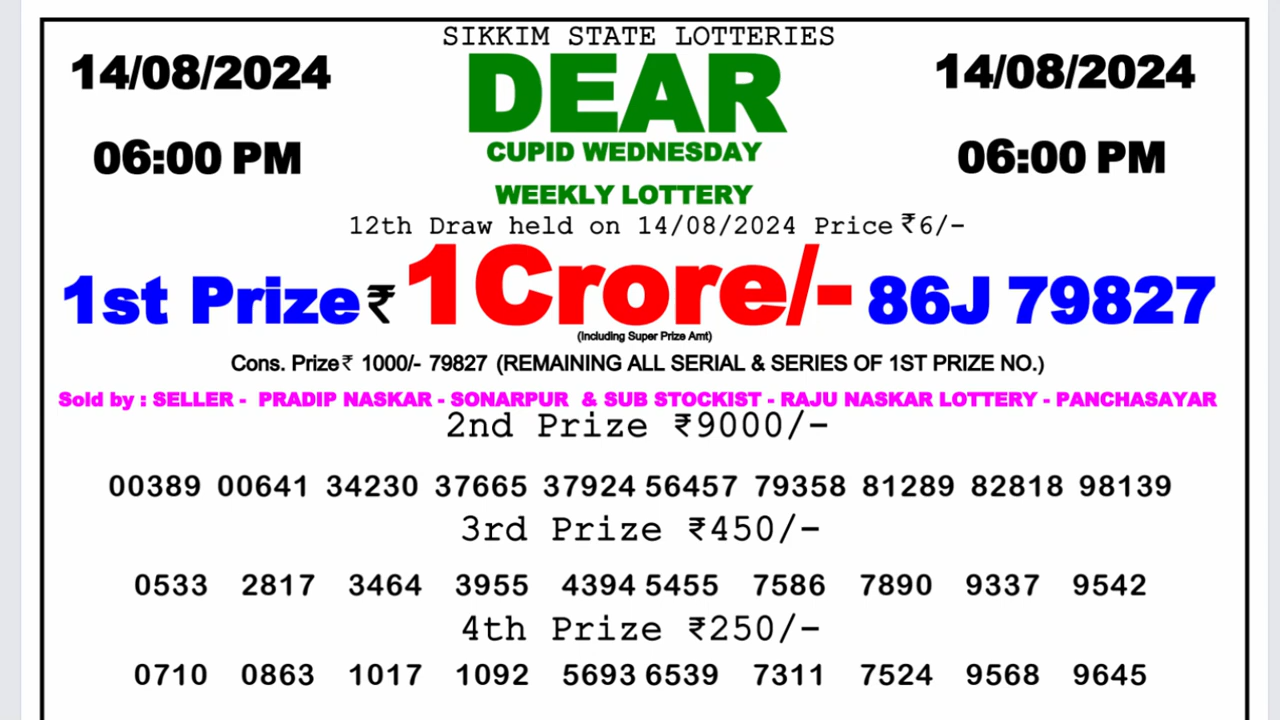 SIKKIM STATE LOTTERIES
14/08/2024 DEAR 14/08/2024
06:00 PM CUPID WEDNESDAY 06:00 PM
WEEKLY LOTTERY
12th Draw held on 14/08/2024 Price ₹6/-
1st Prize ₹ 1Crore/- 86J 79827
(Including Super Prize Amt)
Cons. Prize₹ 1000/- 79827 (REMAINING ALL SERIAL & SERIES OF 1ST PRIZE NO.)
Sold by : SELLER - PRADIP NASKAR - SONARPUR & SUB STOCKIST - RAJU NASKAR LOTTERY - PANCHASAYAR
2nd Prize ₹9000/-
00389 00641 34230 37665 37924 56457 79358 81289 82818 98139
3rd Prize ₹450/-
0533 2817 3464 3955 4394 5455 7586 7890 9337 9542
4th Prize ₹250/-
0710 0863 1017 1092 5693 6539 7311 7524 9568 9645